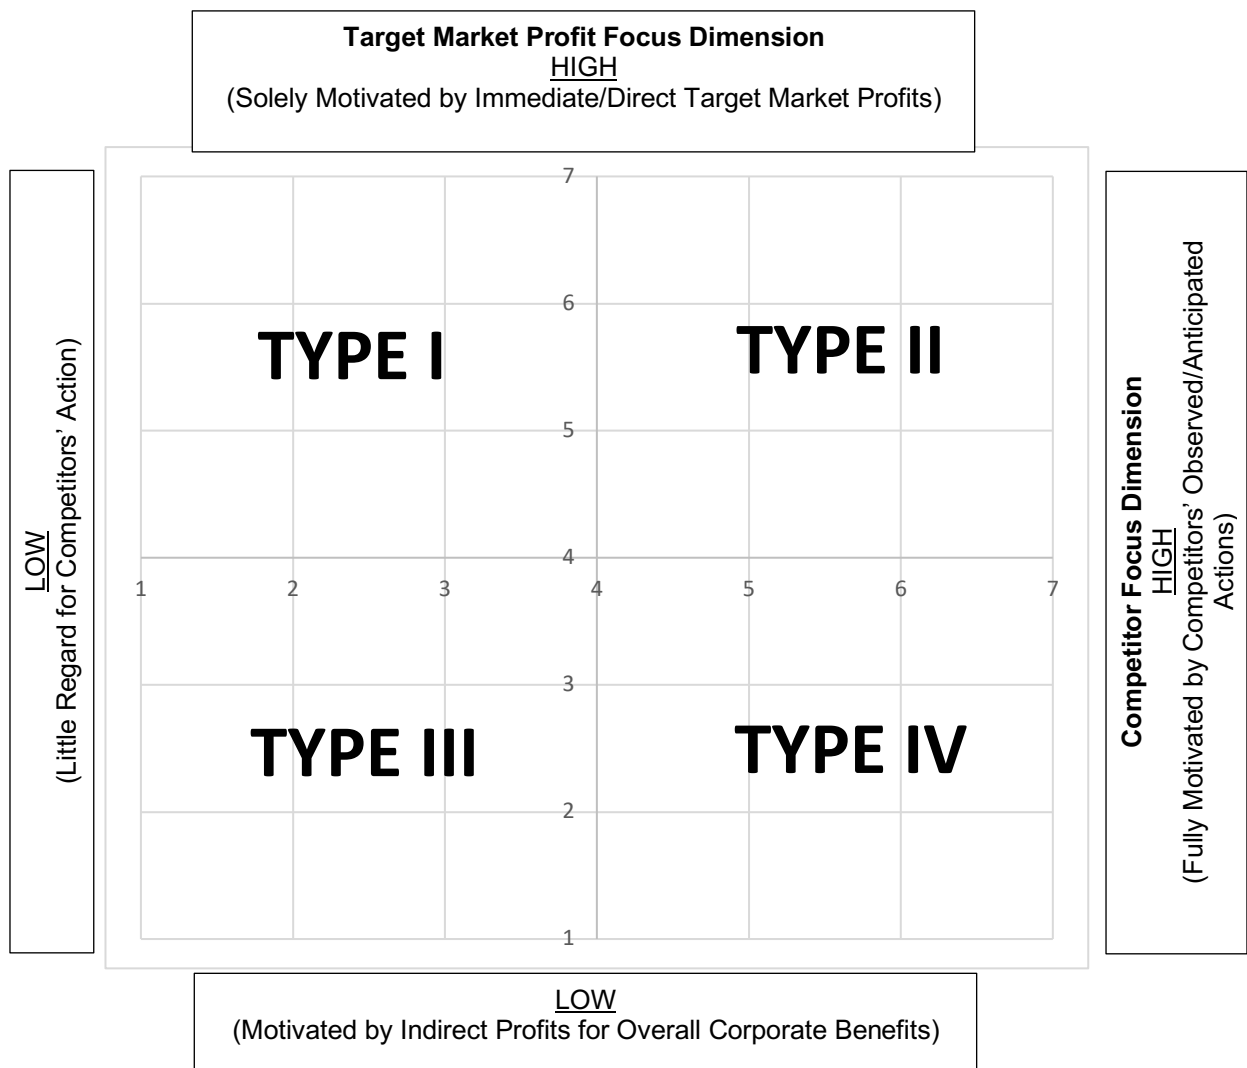 Target Market Profit Focus Dimension
HIGH
(Solely Motivated by Immediate/Direct Target Market Profits)
LOW
(Little Regard for Competitors’ Action)
7
6
TYPE I
TYPE II
5
4
1
2
3
4
5
6
7
3
TYPE III
TYPE IV
2
1
Competitor Focus Dimension
HIGH
(Fully Motivated by Competitors’ Observed/Anticipated
Actions)
LOW
(Motivated by Indirect Profits for Overall Corporate Benefits)